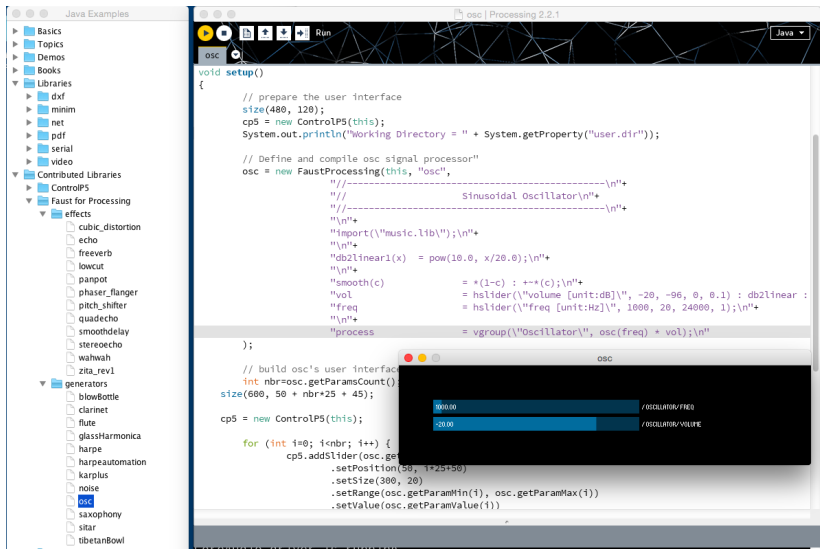 Java Examples
Basics
Topics
Demos
Books
Libraries
dxf
minim
net
pdf
serial
video
Contributed Libraries
ControlP5
Faust for Processing
effects
cubic_distortion
echo
freeverb
lowcut
panpot
phaser_flanger
pitch_shifter
quadecho
smoothdelay
stereoecho
wahwah
zita_rev1
generators
blowBottle
clarinet
flute
glassHarmonica
harpe
harpeautomation
karplus
noise
osc
saxophony
sitar
tibetanBowl
osc | Processing 2.2.1
Run
Java
osc
void setup()
{
// prepare the user interface
size(480, 120);
cp5 = new ControlP5(this);
System.out.println("Working Directory = " + System.getProperty("user.dir"));
// Define and compile osc signal processor"
osc = new FaustProcessing(this, "osc",
"//-----------------------------------------------\n"+
"// Sinusoidal Oscillator\n"+
"//-----------------------------------------------\n"+
"\n"+
"import(\"music.lib\");\n"+
"\n"+
"db2linear1(x) = pow(10.0, x/20.0);\n"+
"\n"+
"smooth(c) = *(1-c) : +~*(c);\n"+
"vol = hslider(\"volume [unit:dB]\", -20, -96, 0, 0.1) : db2linear :
"freq = hslider(\"freq [unit:Hz]\", 1000, 20, 24000, 1);\n"+
"\n"+
"process = vgroup(\"Oscillator\", osc(freq) * vol);\n"
);
// build osc's user interface
int nbr=osc.getParamsCount();
size(600, 50 + nbr*25 + 45);
cp5 = new ControlP5(this);
for (int i=0; i<nbr; i++) {
cp5.addSlider(osc.get
.setPosition(50, i*25+50)
.setSize(300, 20)
.setRange(osc.getParamMin(i), osc.getParamMax(i))
.setValue(osc.getParamValue(i))
osc
1000.00 /OSCILLATOR/FREQ
-20.00 /OSCILLATOR/VOLUME